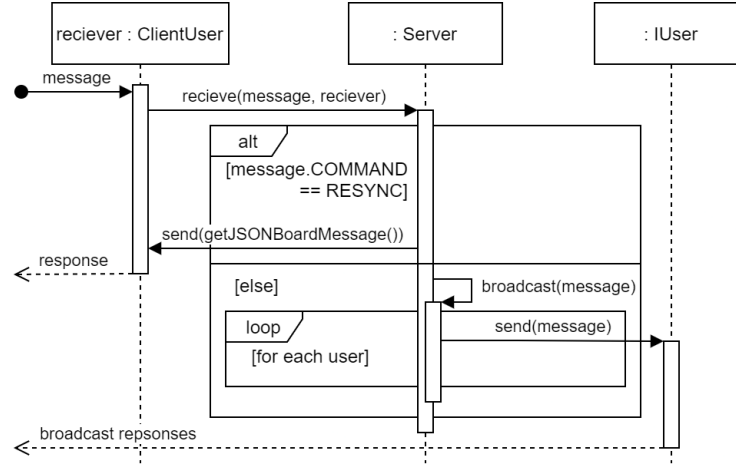 reciever : ClientUser
: Server
: IUser
message
recieve(message, reciever)
alt
[message.COMMAND
== RESYNC]
send(getJSONBoardMessage())
response
[else]
broadcast(message)
loop
send(message)
[for each user]
broadcast repsonses